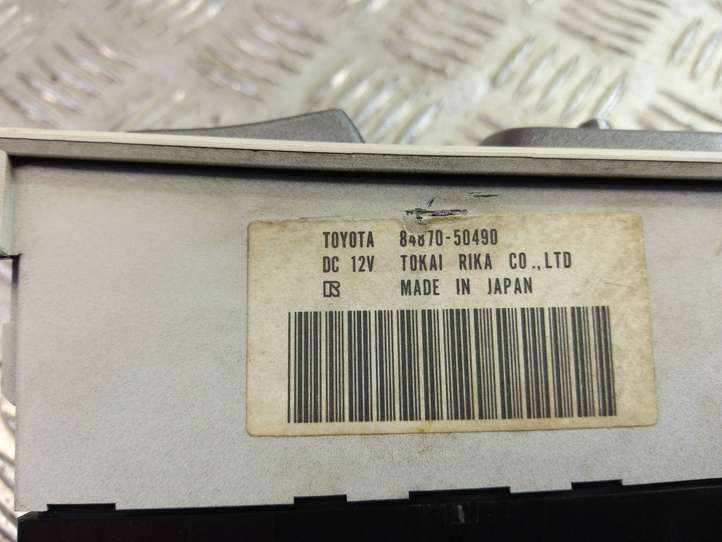 TOYOTA 84870-50490
DC 12V TOKAI RIKA CO.,LTD
MADE IN JAPAN